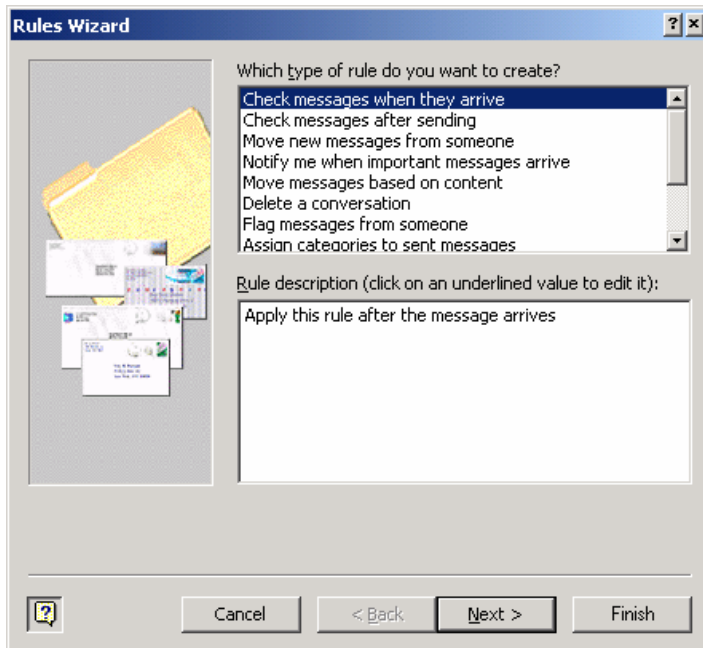 Rules Wizard
Which type of rule do you want to create?
Check messages when they arrive
Check messages after sending
Move new messages from someone
Notify me when important messages arrive
Move messages based on content
Delete a conversation
Flag messages from someone
Assign categories to sent messages
Rule description (click on an underlined value to edit it):
Apply this rule after the message arrives
Cancel
< Back
Next >
Finish